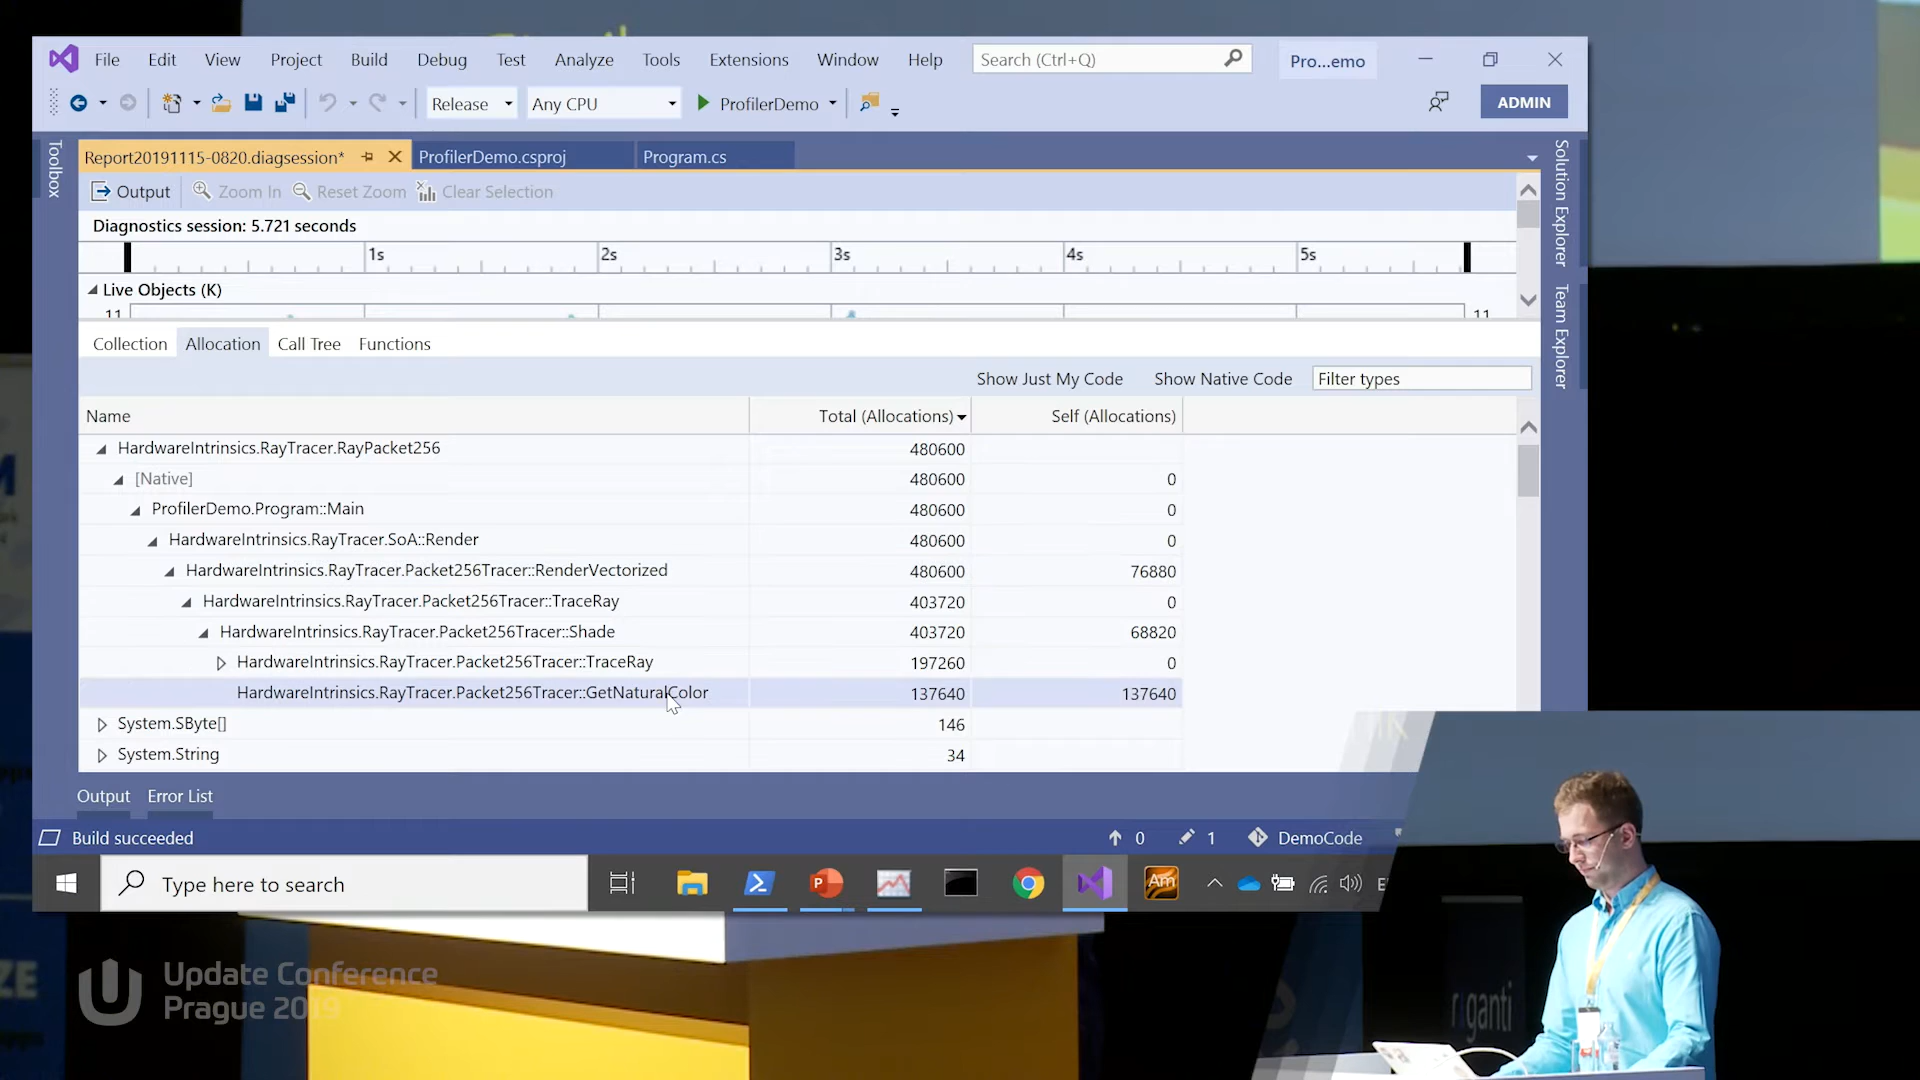 File Edit View Project Build Debug Test Analyze Tools Extensions Window Help Search (Ctrl+Q) Pro...emo
Release Any CPU ProfilerDemo ADMIN
Toolbox
Report20191115-0820.diagsession* ProfilerDemo.csproj Program.cs
Solution Explorer
Team Explorer
Output Zoom In Reset Zoom Clear Selection
Diagnostics session: 5.721 seconds
1s 2s 3s 4s 5s
Live Objects (K)
11 11
Collection Allocation Call Tree Functions
Show Just My Code Show Native Code Filter types
Name Total (Allocations) Self (Allocations)
HardwareIntrinsics.RayTracer.RayPacket256 480600
[Native] 480600 0
ProfilerDemo.Program::Main 480600 0
HardwareIntrinsics.RayTracer.SoA::Render 480600 0
HardwareIntrinsics.RayTracer.Packet256Tracer::RenderVectorized 480600 76880
HardwareIntrinsics.RayTracer.Packet256Tracer::TraceRay 403720 0
HardwareIntrinsics.RayTracer.Packet256Tracer::Shade 403720 68820
HardwareIntrinsics.RayTracer.Packet256Tracer::TraceRay 197260 0
HardwareIntrinsics.RayTracer.Packet256Tracer::GetNaturalColor 137640 137640
System.SByte[] 146
System.String 34
Output Error List
Build succeeded 0 1 DemoCode
Type here to search
Am
Update Conference
Prague 2019